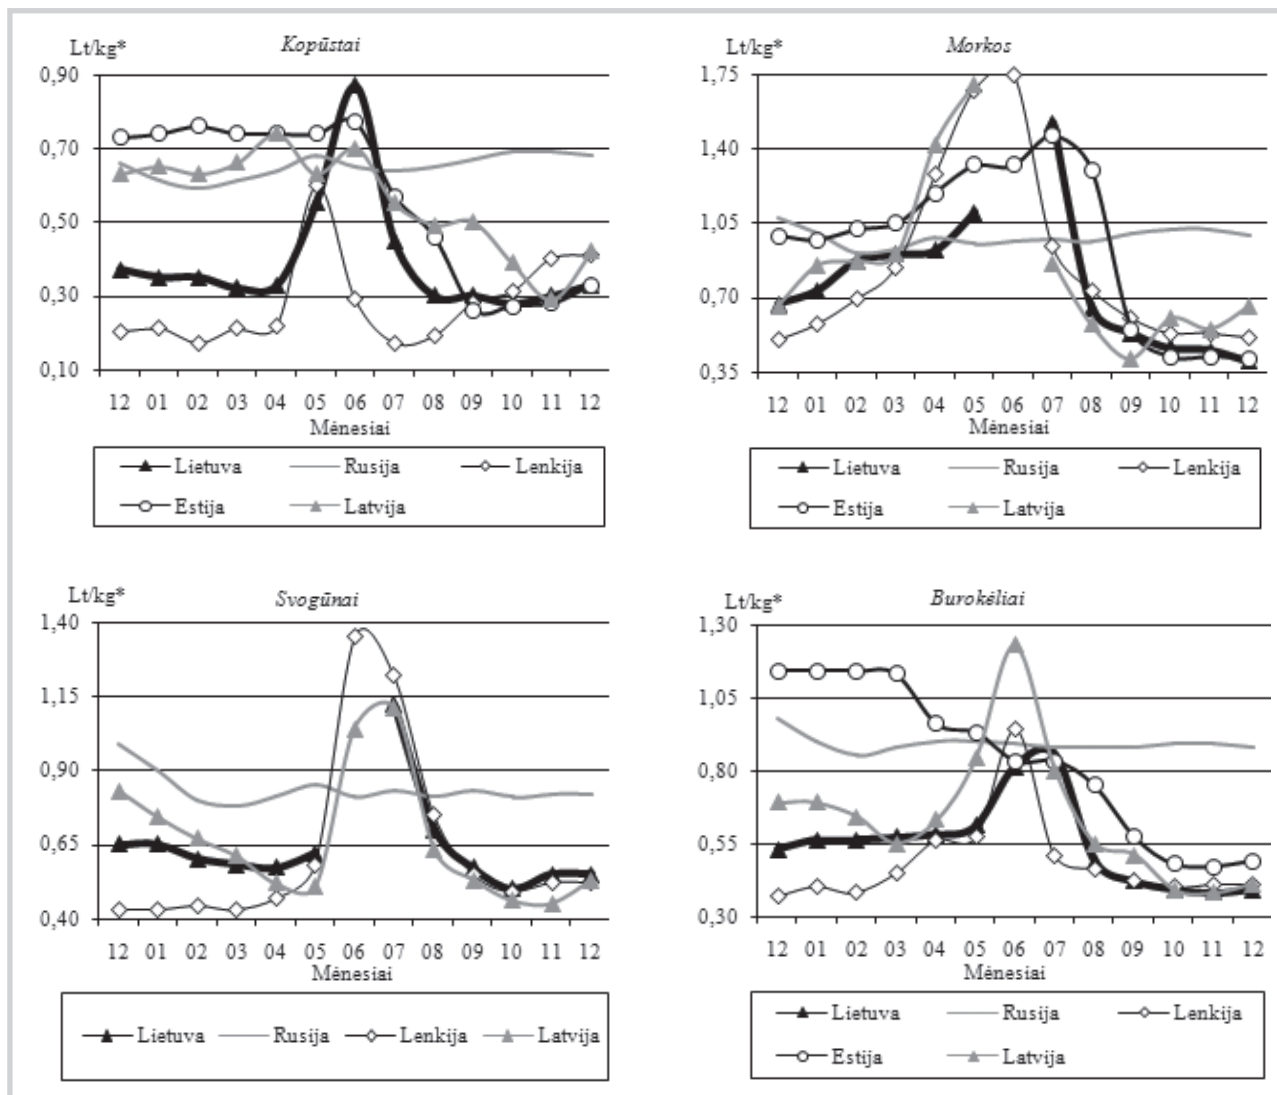 Lt/kg* Kopūstai
0,90
0,70
0,50
0,30
0,10
12 01 02 03 04 05 06 07 08 09 10 11 12
Mėnesiai
Lietuva Rusija Lenkija
Estija Latvija
Lt/kg* Morkos
1,75
1,40
1,05
0,70
0,35
12 01 02 03 04 05 06 07 08 09 10 11 12
Mėnesiai
Lietuva Rusija Lenkija
Estija Latvija
Lt/kg* Svogūnai
1,40
1,15
0,90
0,65
0,40
12 01 02 03 04 05 06 07 08 09 10 11 12
Mėnesiai
Lietuva Rusija Lenkija Latvija
Lt/kg* Burokėliai
1,30
1,05
0,80
0,55
0,30
12 01 02 03 04 05 06 07 08 09 10 11 12
Mėnesiai
Lietuva Rusija Lenkija
Estija Latvija